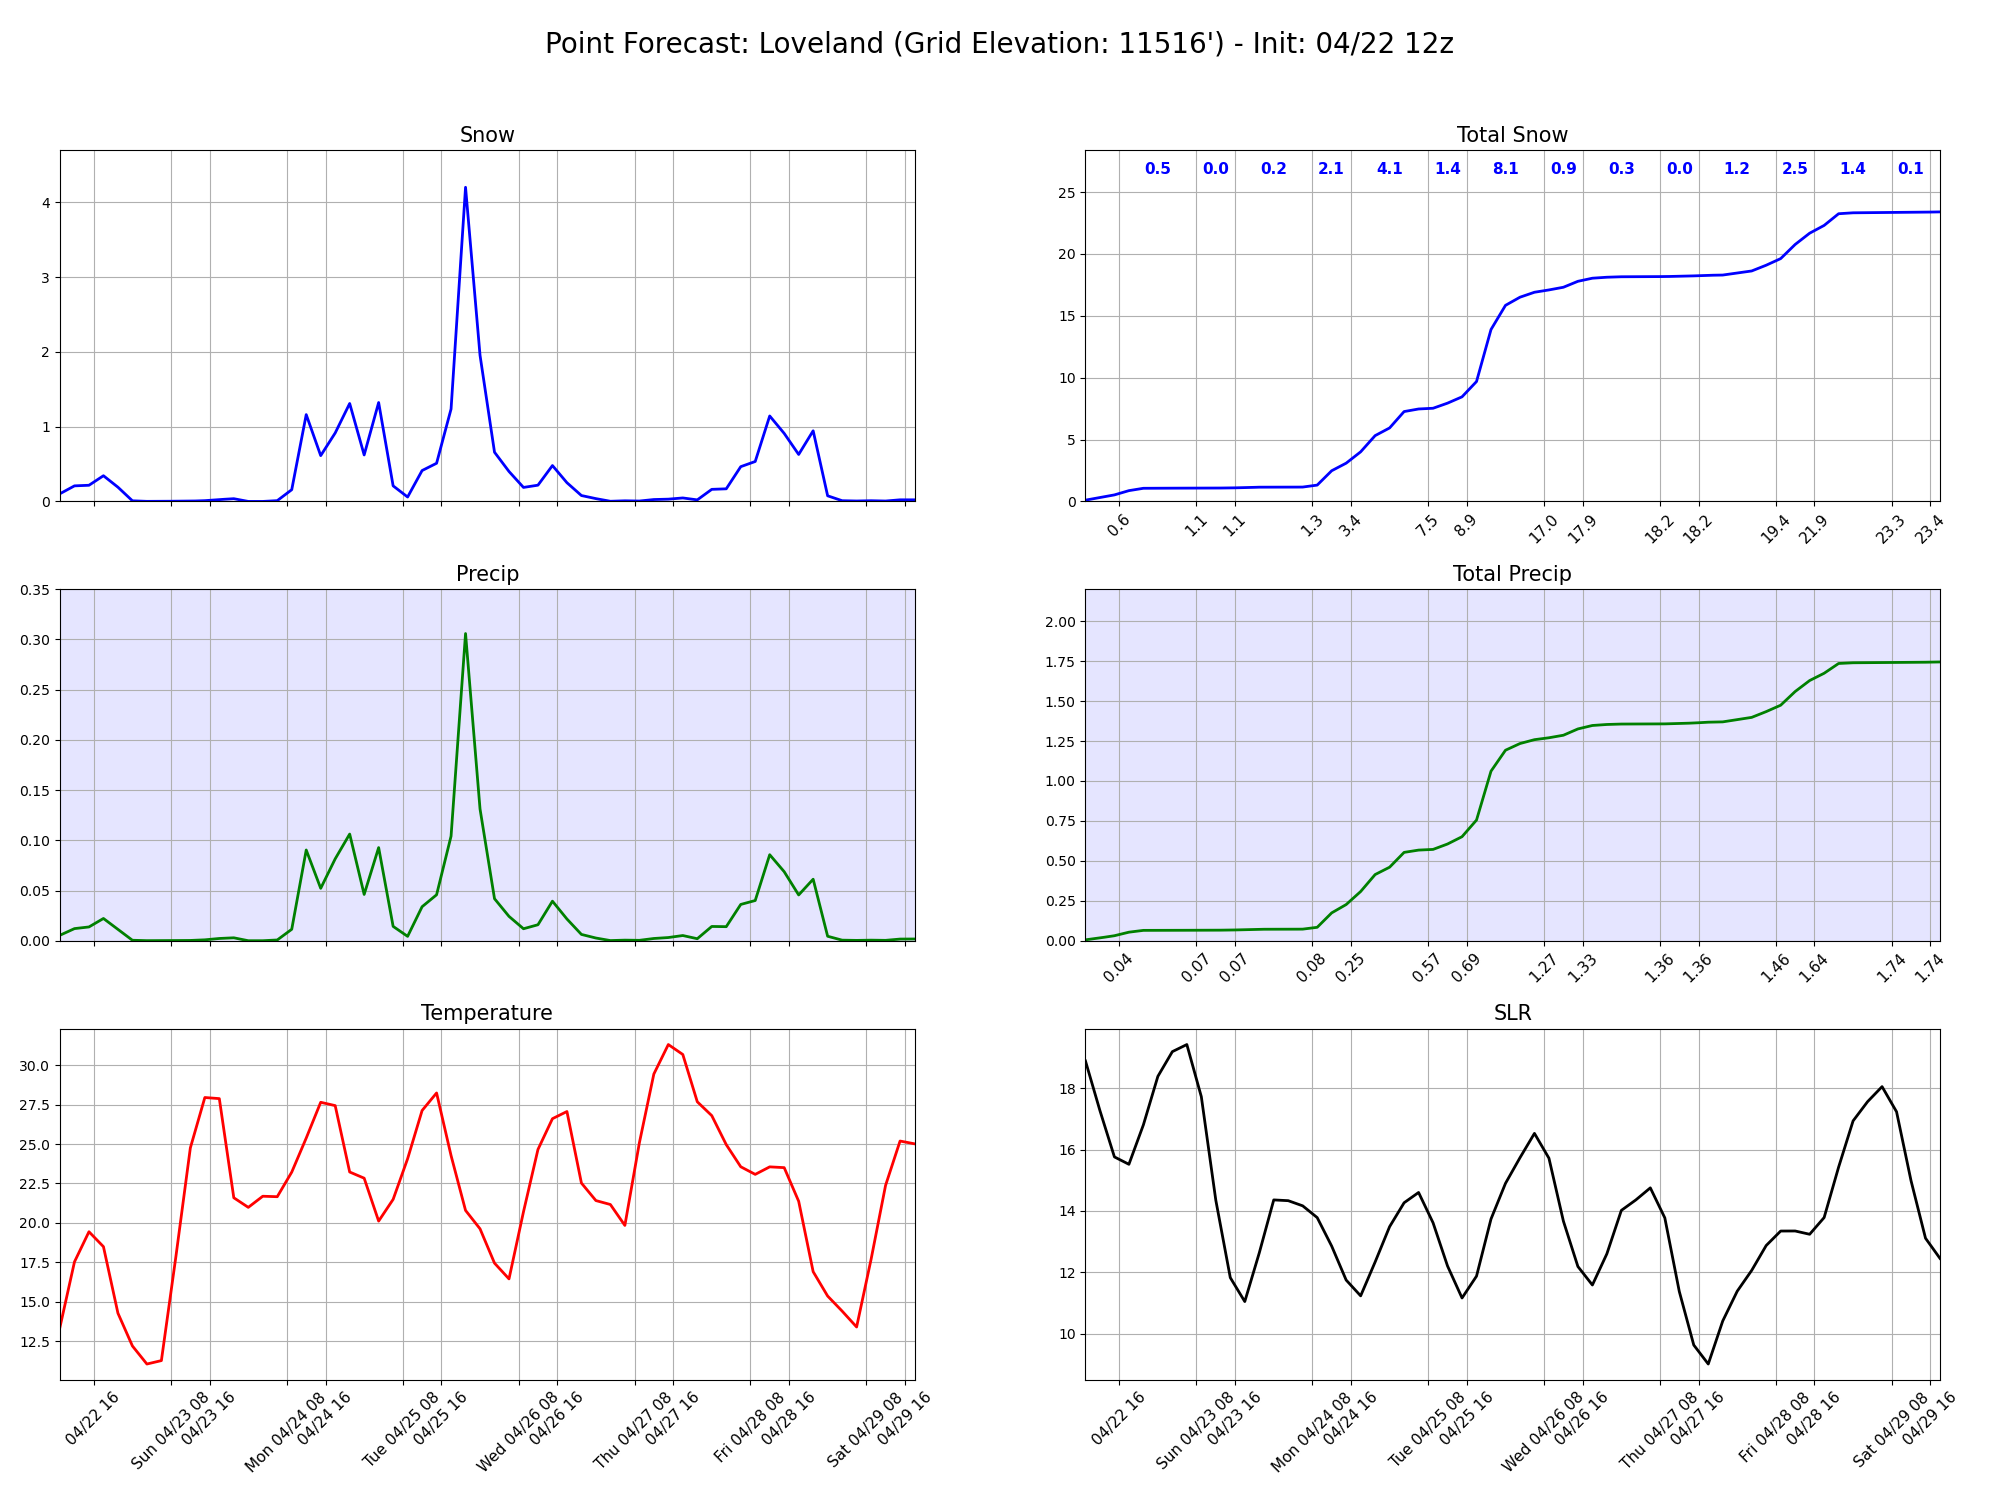 Point Forecast: Loveland (Grid Elevation: 11516') - Init: 04/22 12z
Snow
4
3
2
1
0
Total Snow
0.5 0.0 0.2 2.1 4.1 1.4 8.1 0.9 0.3 0.0 1.2 2.5 1.4 0.1
25
20
15
10
5
0
0.6 1.1 1.1 1.3 3.4 7.5 8.9 17.0 17.9 18.2 18.2 19.4 21.9 23.3 23.4
Precip
0.35
0.30
0.25
0.20
0.15
0.10
0.05
0.00
Total Precip
2.00
1.75
1.50
1.25
1.00
0.75
0.50
0.25
0.00
0.04 0.07 0.07 0.08 0.25 0.57 0.69 1.27 1.33 1.36 1.36 1.46 1.64 1.74 1.74
Temperature
30.0
27.5
25.0
22.5
20.0
17.5
15.0
12.5
04/22 16
Sun 04/23 08
04/23 16
Mon 04/24 08
04/24 16
Tue 04/25 08
04/25 16
Wed 04/26 08
04/26 16
Thu 04/27 08
04/27 16
Fri 04/28 08
04/28 16
Sat 04/29 08
04/29 16
SLR
18
16
14
12
10
04/22 16
Sun 04/23 08
04/23 16
Mon 04/24 08
04/24 16
Tue 04/25 08
04/25 16
Wed 04/26 08
04/26 16
Thu 04/27 08
04/27 16
Fri 04/28 08
04/28 16
Sat 04/29 08
04/29 16